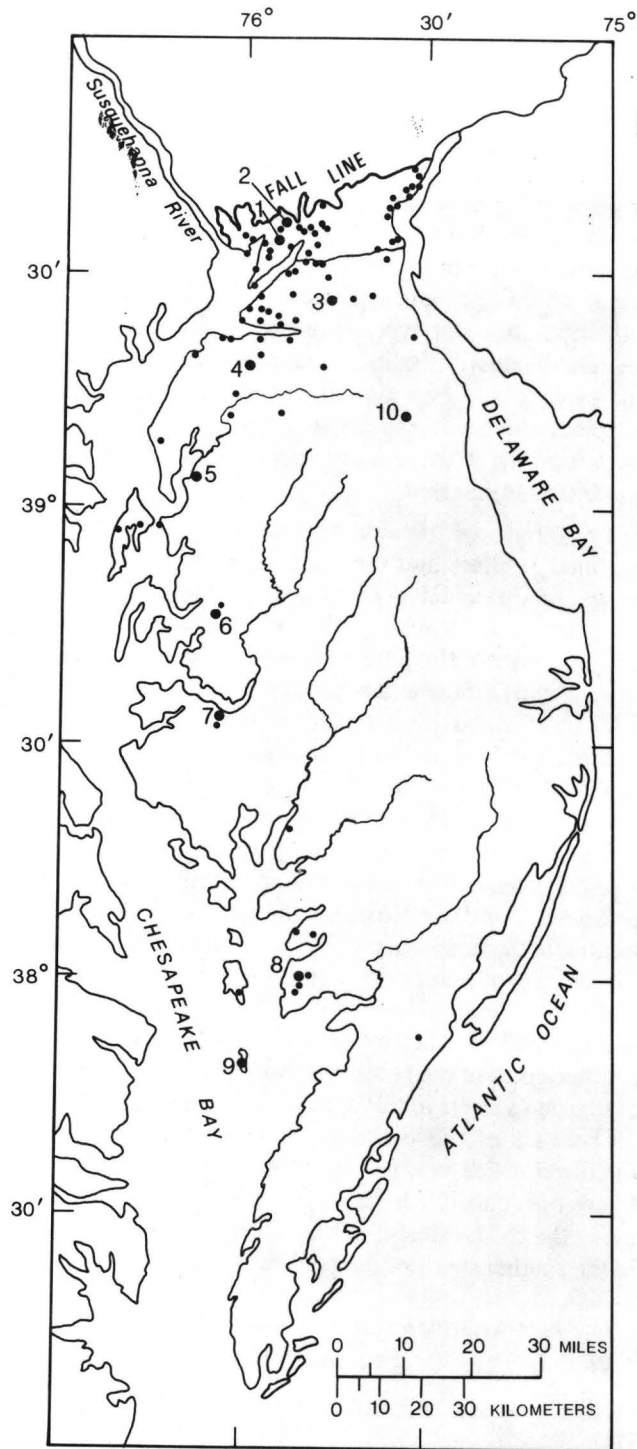 76° 30′ 75°
Susquehanna
River
FALL LINE
2
1
30′
3
4
10
DELAWARE BAY
5
39°
6
7
30′
CHESAPEAKE
BAY
8
38°
9
ATLANTIC OCEAN
30′
0 10 20 30 MILES
0 10 20 30 KILOMETERS